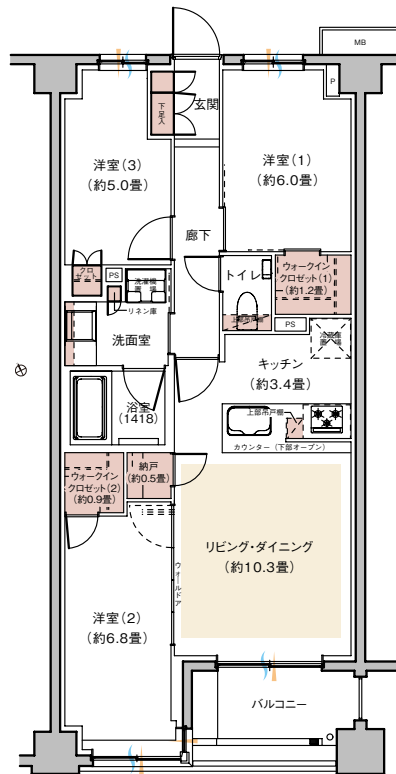 MB
P
下足入
玄関
洋室(3)
(約5.0畳)
洋室(1)
(約6.0畳)
廊下
クロ
ゼット
PS
洗濯機
置場
リネン庫
トイレ
上部吊戸棚
ウォークイン
クロゼット(1)
(約1.2畳)
PS
冷蔵庫
置場
洗面室
キッチン
(約3.4畳)
浴室
(1418)
上部吊戸棚
カウンター(下部オープン)
ウォークイン
クロゼット(2)
(約0.9畳)
納戸
(約0.5畳)
リビング・ダイニング
(約10.3畳)
ウォールドア
洋室(2)
(約6.8畳)
バルコニー